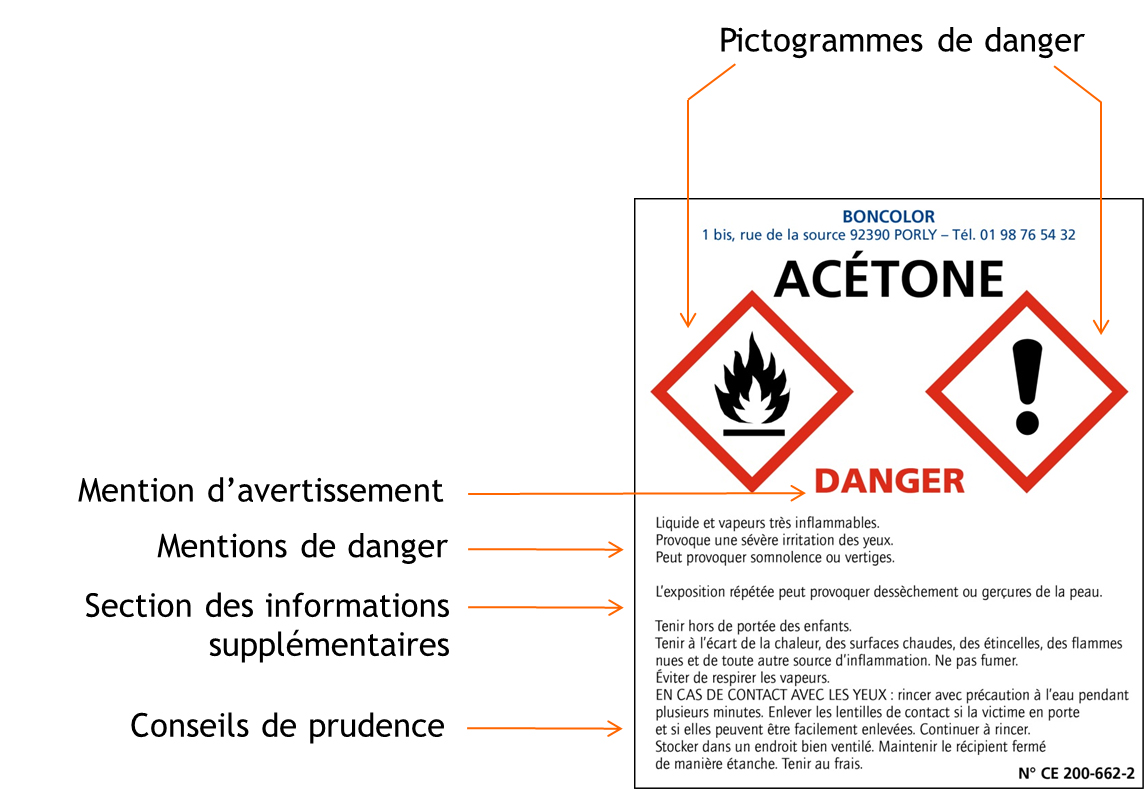 Pictogrammes de danger
BONCOLOR
1 bis, rue de la source 92390 PORLY – Tél. 01 98 76 54 32
ACÉTONE
DANGER
Mention d’avertissement
Mentions de danger
Section des informations
supplémentaires
Conseils de prudence
Liquide et vapeurs très inflammables.
Provoque une sévère irritation des yeux.
Peut provoquer somnolence ou vertiges.
L’exposition répétée peut provoquer dessèchement ou gerçures de la peau.
Tenir hors de portée des enfants.
Tenir à l’écart de la chaleur, des surfaces chaudes, des étincelles, des flammes
nues et de toute autre source d’inflammation. Ne pas fumer.
Éviter de respirer les vapeurs.
EN CAS DE CONTACT AVEC LES YEUX : rincer avec précaution à l’eau pendant
plusieurs minutes. Enlever les lentilles de contact si la victime en porte
et si elles peuvent être facilement enlevées. Continuer à rincer.
Stocker dans un endroit bien ventilé. Maintenir le récipient fermé
de manière étanche. Tenir au frais.
N° CE 200-662-2